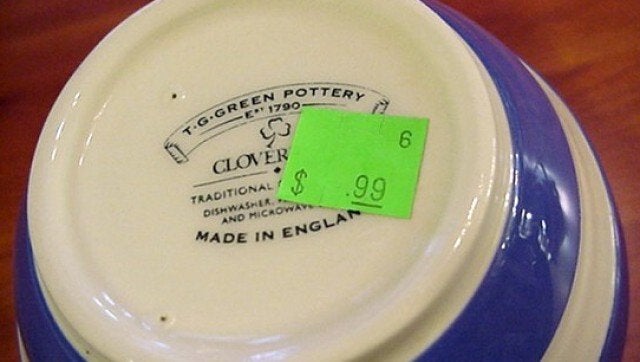 T·G·GREEN POTTERY
EST 1790
CLOVER
TRADITIONAL
DISHWASHER,
AND MICROWAVE
MADE IN ENGLAN
6
$ .99